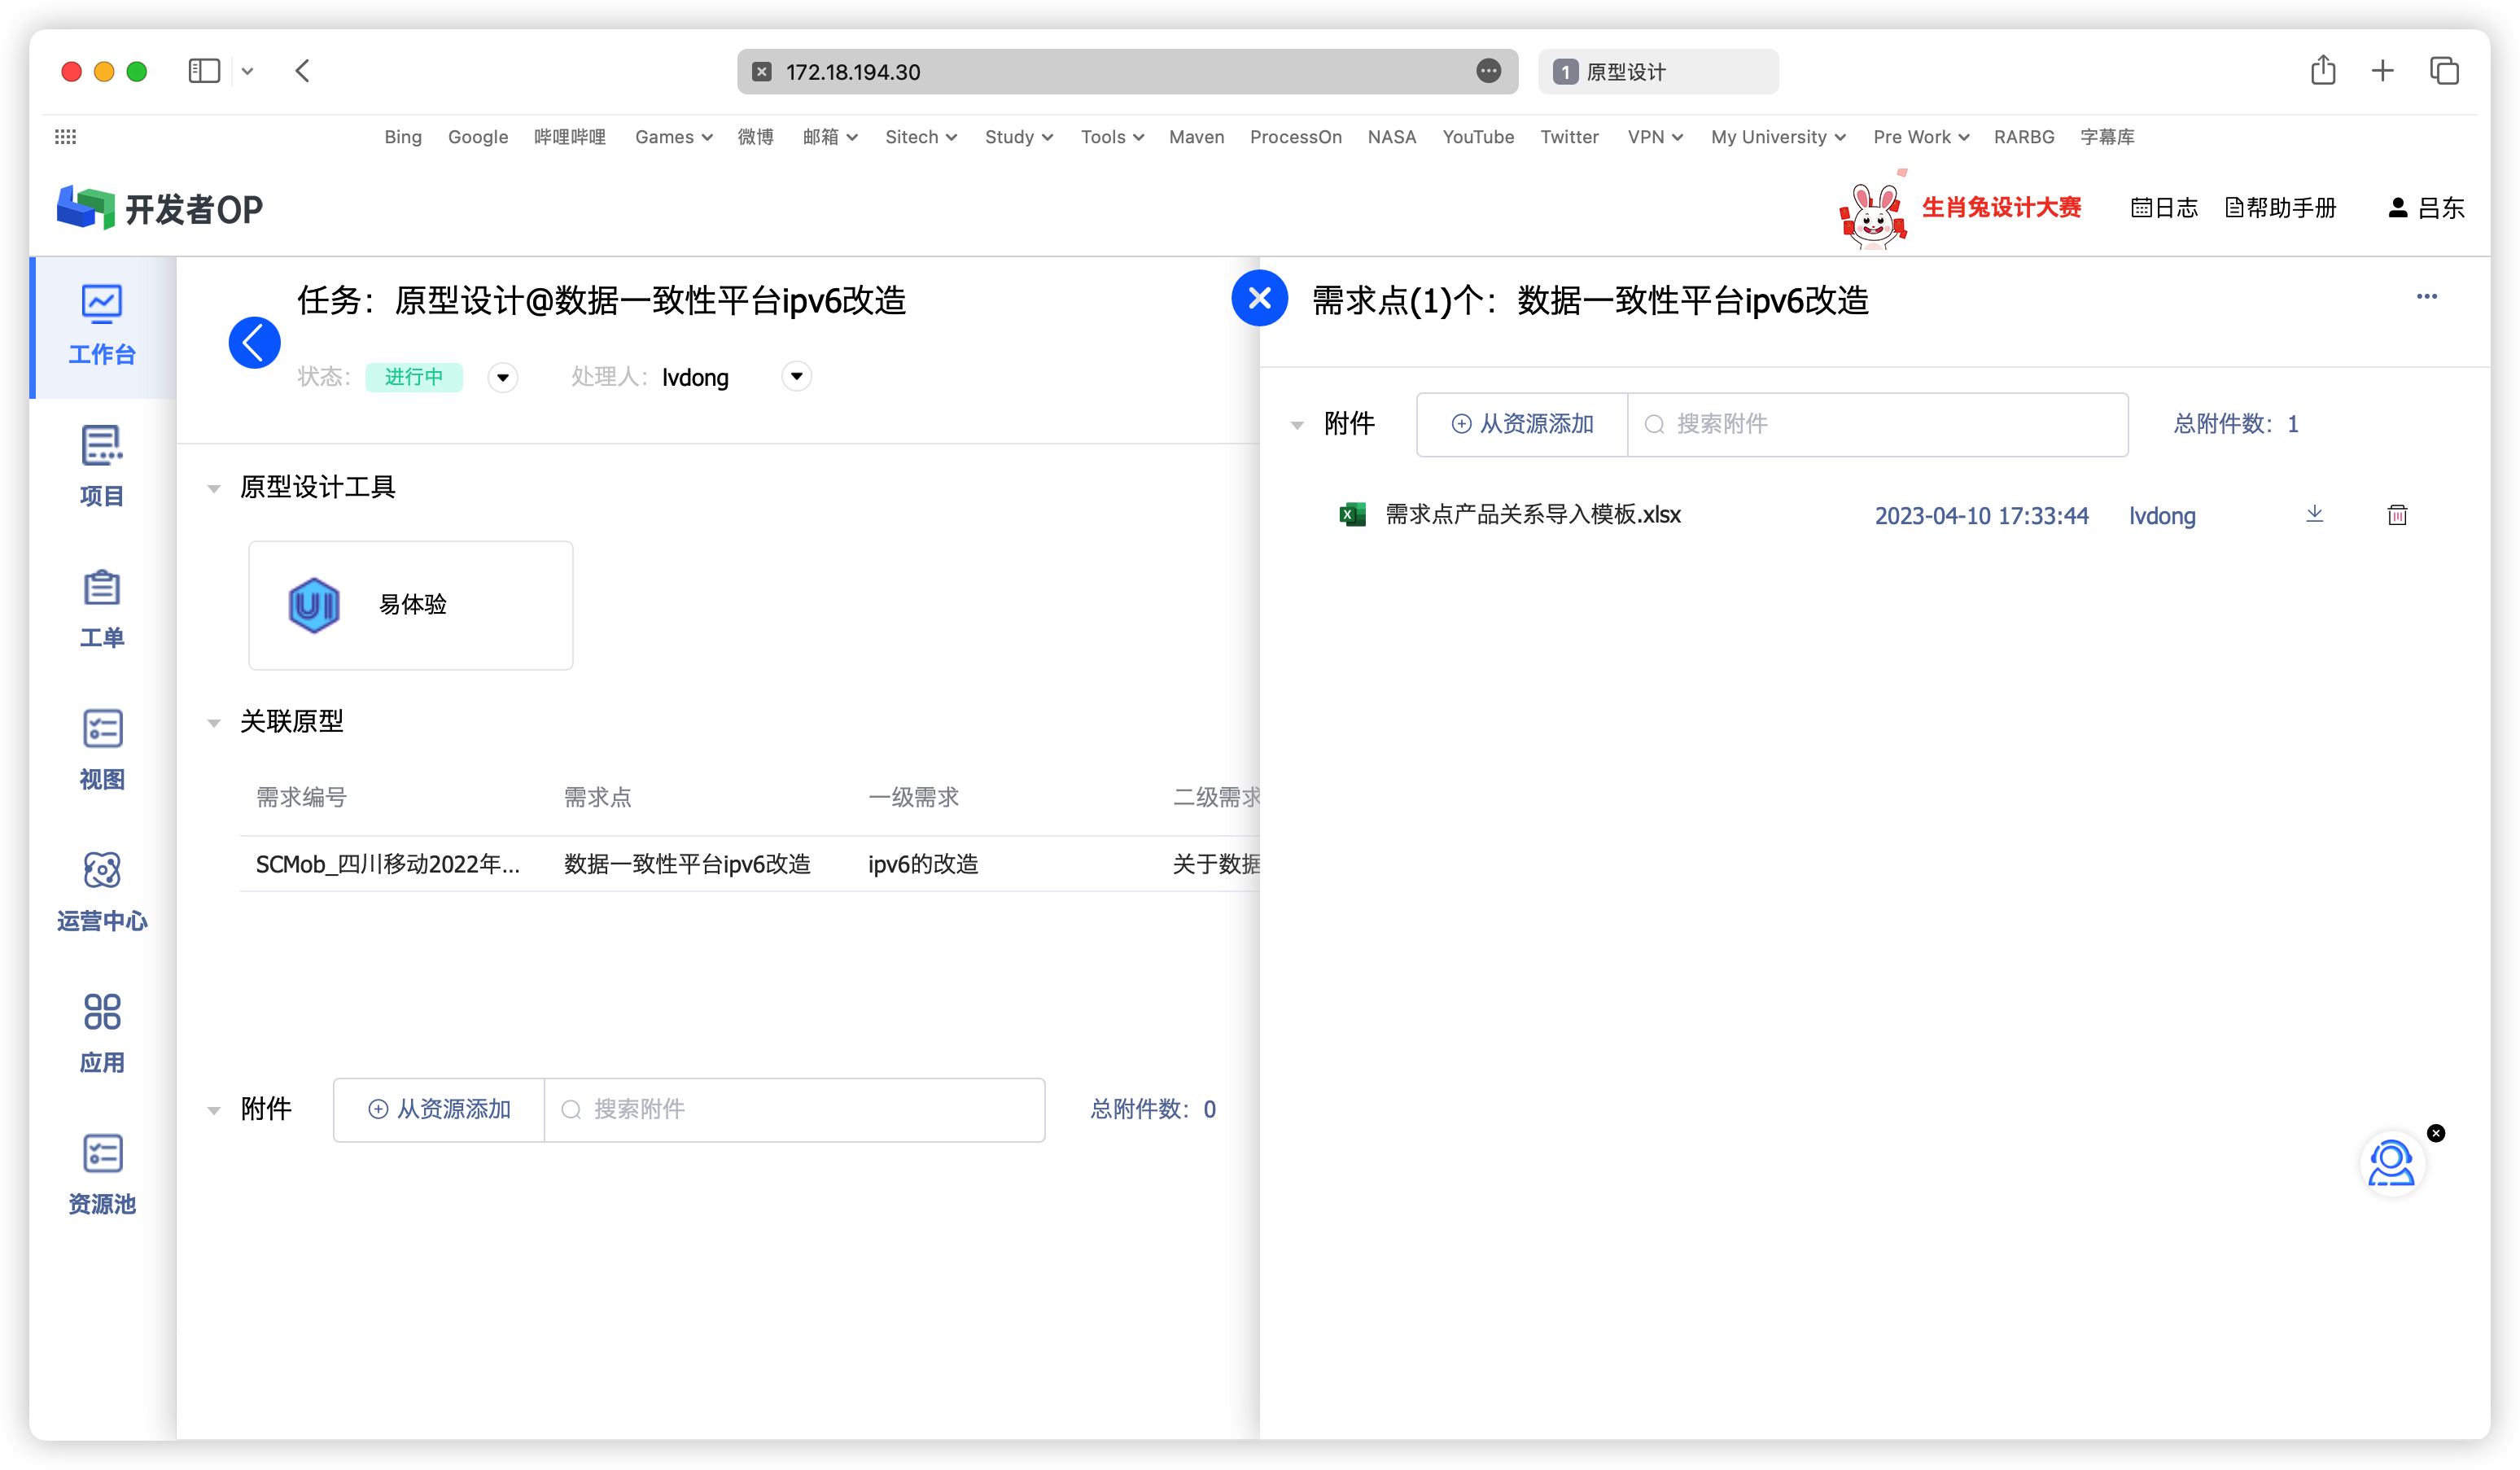 172.18.194.30
1 原型设计
Bing Google 哔哩哔哩 Games 微博 邮箱 Sitech Study Tools Maven ProcessOn NASA YouTube Twitter VPN My University Pre Work RARBG 字幕库
开发者OP
生肖兔设计大赛 日志 帮助手册 吕东
工作台
项目
工单
视图
运营中心
应用
资源池
任务：原型设计@数据一致性平台ipv6改造
状态： 进行中 处理人： lvdong
原型设计工具
UI 易体验
关联原型
需求编号 需求点 一级需求 二级需求
SCMob_四川移动2022年... 数据一致性平台ipv6改造 ipv6的改造 关于数据
附件 从资源添加 搜索附件 总附件数：0
需求点(1)个：数据一致性平台ipv6改造
附件 从资源添加 搜索附件 总附件数：1
需求点产品关系导入模板.xlsx 2023-04-10 17:33:44 lvdong